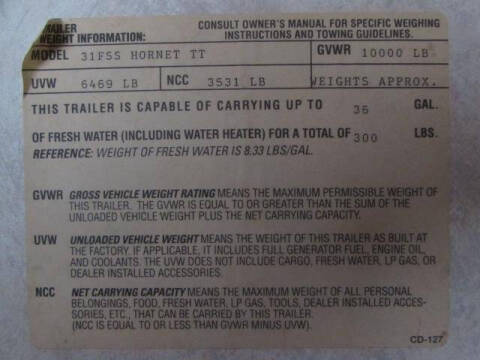 TRAILER CONSULT OWNER'S MANUAL FOR SPECIFIC WEIGHING
WEIGHT INFORMATION: INSTRUCTIONS AND TOWING GUIDELINES.
MODEL 31FSS HORNET TT GVWR 10000 LB
UVW 6469 LB NCC 3531 LB WEIGHTS APPROX.
THIS TRAILER IS CAPABLE OF CARRYING UP TO 36 GAL.
OF FRESH WATER (INCLUDING WATER HEATER) FOR A TOTAL OF 300 LBS.
REFERENCE: WEIGHT OF FRESH WATER IS 8.33 LBS/GAL.
GVWR GROSS VEHICLE WEIGHT RATING MEANS THE MAXIMUM PERMISSIBLE WEIGHT OF
THIS TRAILER. THE GVWR IS EQUAL TO OR GREATER THAN THE SUM OF THE
UNLOADED VEHICLE WEIGHT PLUS THE NET CARRYING CAPACITY.
UVW UNLOADED VEHICLE WEIGHT MEANS THE WEIGHT OF THIS TRAILER AS BUILT AT
THE FACTORY. IF APPLICABLE, IT INCLUDES FULL GENERATOR FUEL, ENGINE OIL,
AND COOLANTS. THE UVW DOES NOT INCLUDE CARGO, FRESH WATER, LP GAS, OR
DEALER INSTALLED ACCESSORIES.
NCC NET CARRYING CAPACITY MEANS THE MAXIMUM WEIGHT OF ALL PERSONAL
BELONGINGS, FOOD, FRESH WATER, LP GAS, TOOLS, DEALER INSTALLED ACCES-
SORIES, ETC., THAT CAN BE CARRIED BY THIS TRAILER.
(NCC IS EQUAL TO OR LESS THAN GVWR MINUS UVW).
CD-127